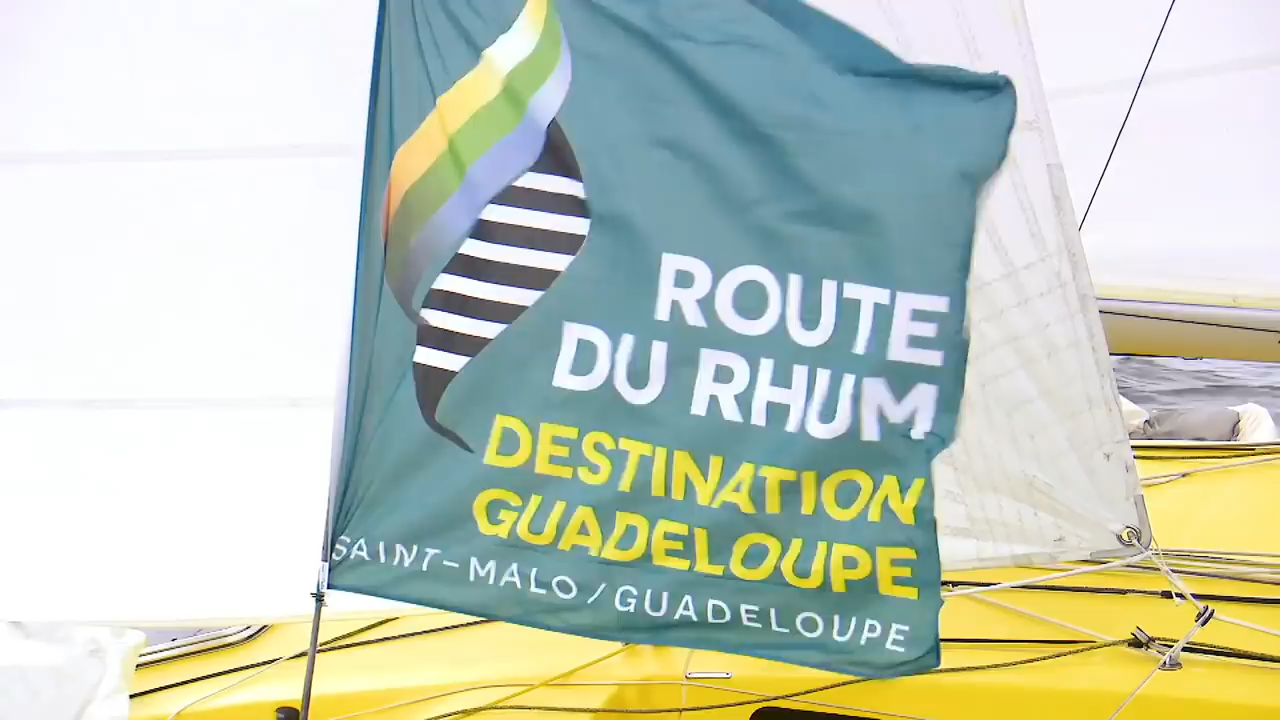 ROUTE
DU RHUM
DESTINATION
GUADELOUPE
SAINT-MALO/GUADELOUPE